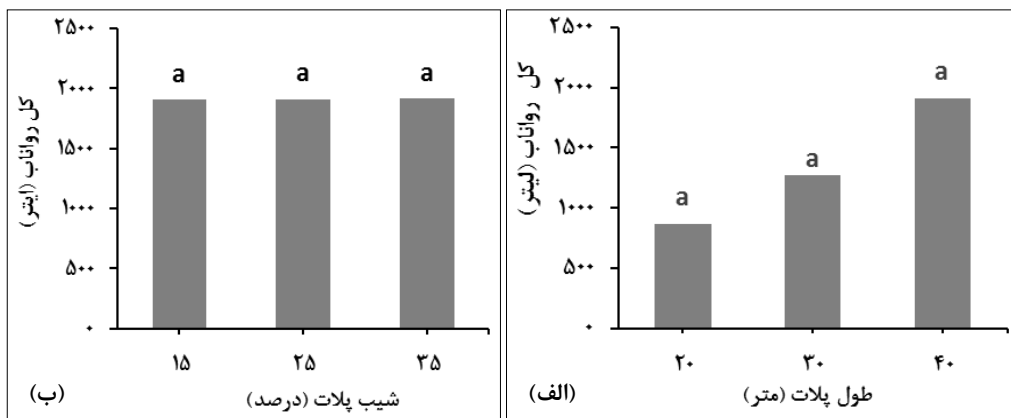 ۲۵۰۰
۲۰۰۰
۱۵۰۰
۱۰۰۰
۵۰۰
۰
کل رواناب (لیتر)
a
a
a
۲۰ ۳۰ ۴۰
طول پلات (متر)
(الف)
۲۵۰۰
۲۰۰۰
۱۵۰۰
۱۰۰۰
۵۰۰
۰
کل رواناب (ایتر)
a a a
۱۵ ۲۵ ۳۵
شیب پلات (درصد)
(ب)